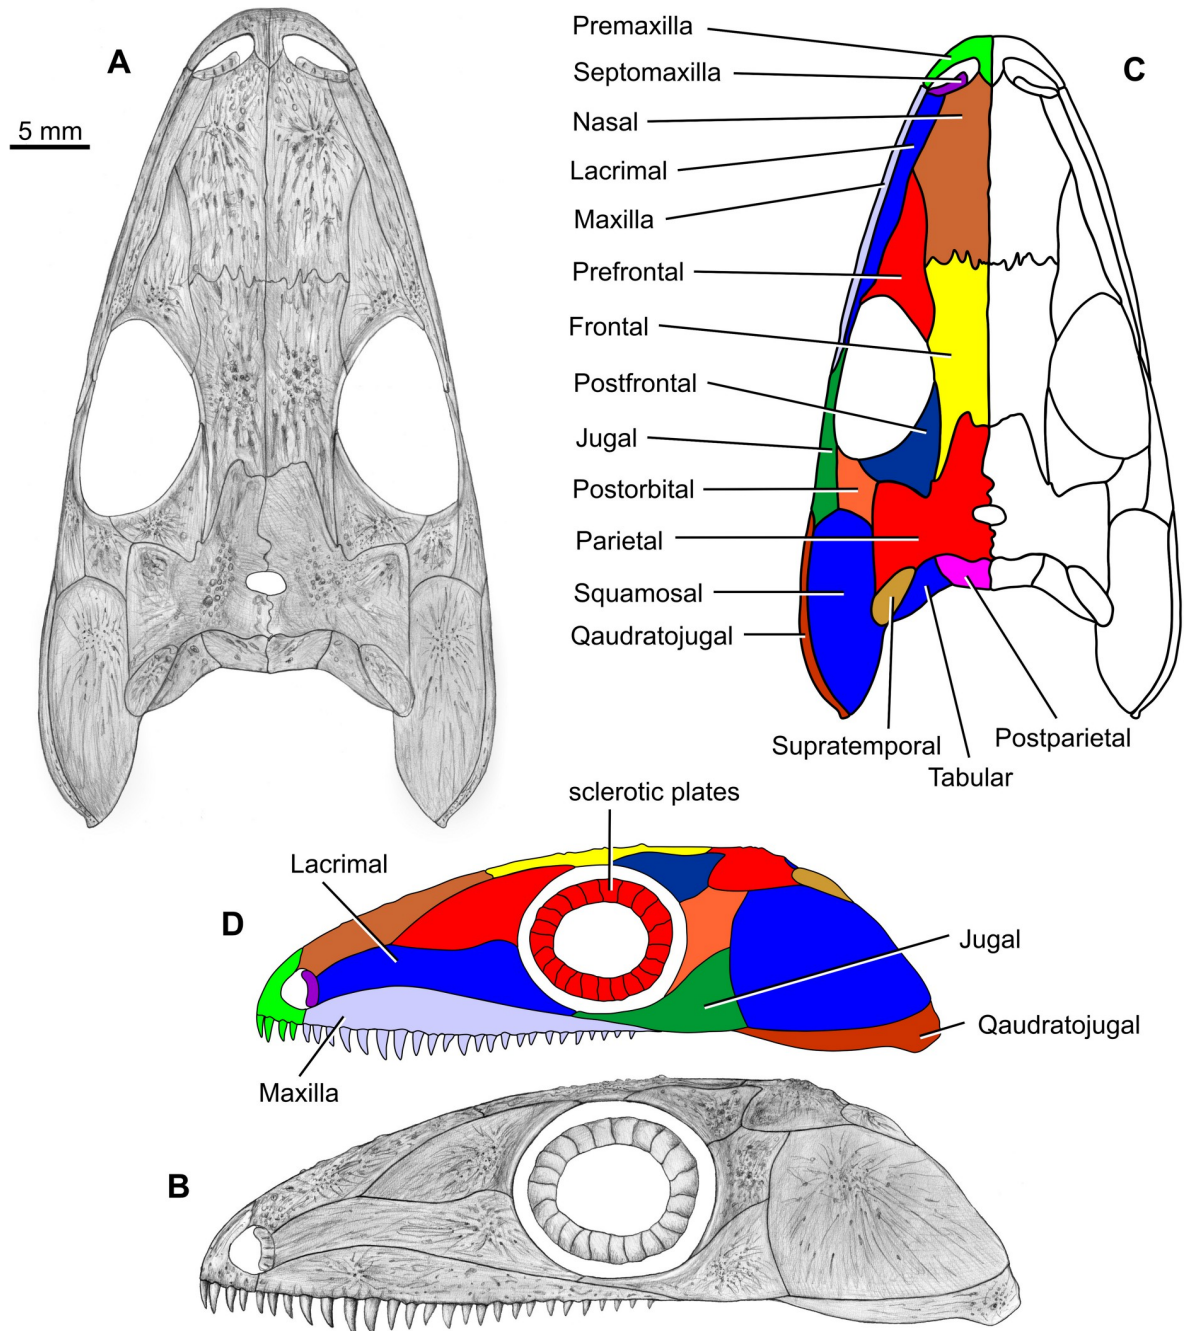 A
5 mm
Premaxilla
Septomaxilla
Nasal
Lacrimal
Maxilla
Prefrontal
Frontal
Postfrontal
Jugal
Postorbital
Parietal
Squamosal
Qaudratojugal
C
Supratemporal
Postparietal
Tabular
sclerotic plates
Lacrimal
D
Jugal
Qaudratojugal
Maxilla
B